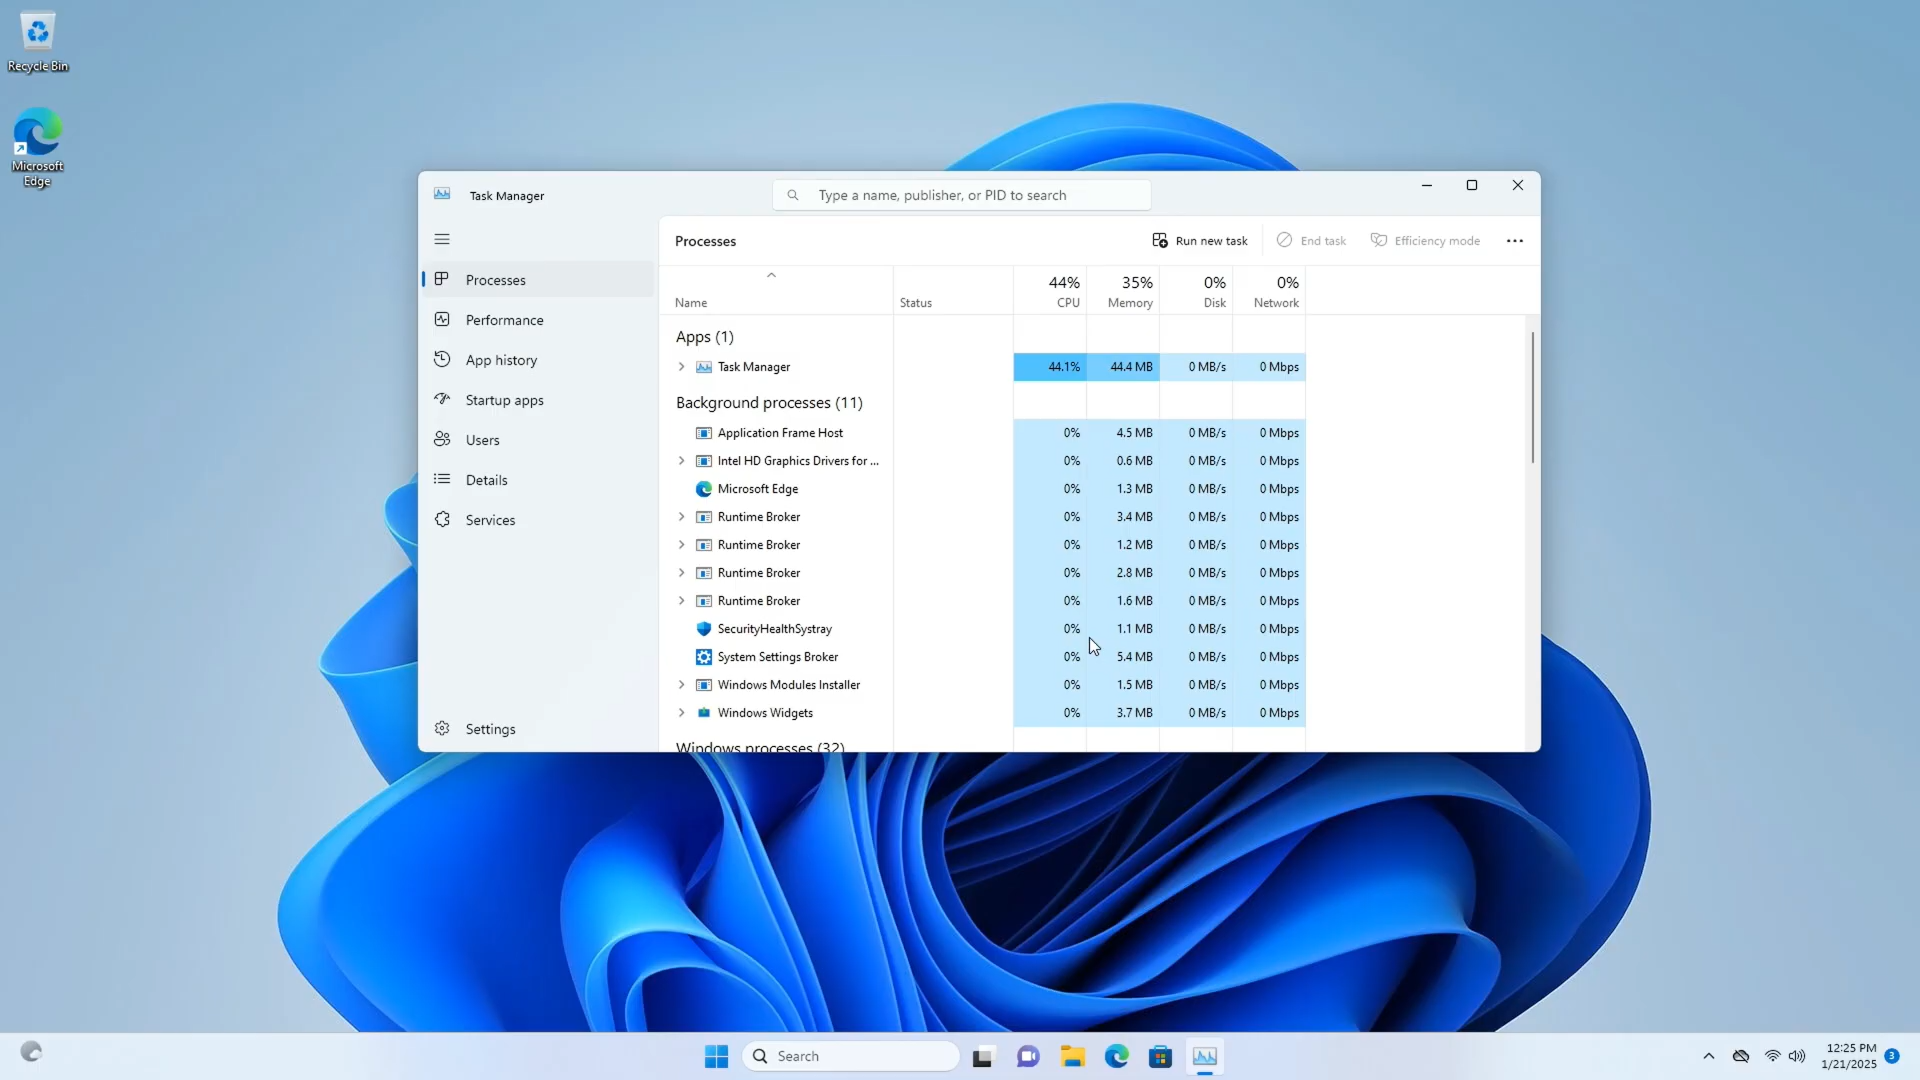 Recycle Bin
Microsoft
Edge
Task Manager
Type a name, publisher, or PID to search
Processes
Performance
App history
Startup apps
Users
Details
Services
Settings
Processes
Run new task
End task
Efficiency mode
44% 35% 0% 0%
Name Status CPU Memory Disk Network
Apps (1)
Task Manager 44.1% 44.4 MB 0 MB/s 0 Mbps
Background processes (11)
Application Frame Host 0% 4.5 MB 0 MB/s 0 Mbps
Intel HD Graphics Drivers for ... 0% 0.6 MB 0 MB/s 0 Mbps
Microsoft Edge 0% 1.3 MB 0 MB/s 0 Mbps
Runtime Broker 0% 3.4 MB 0 MB/s 0 Mbps
Runtime Broker 0% 1.2 MB 0 MB/s 0 Mbps
Runtime Broker 0% 2.8 MB 0 MB/s 0 Mbps
Runtime Broker 0% 1.6 MB 0 MB/s 0 Mbps
SecurityHealthSystray 0% 1.1 MB 0 MB/s 0 Mbps
System Settings Broker 0% 5.4 MB 0 MB/s 0 Mbps
Windows Modules Installer 0% 1.5 MB 0 MB/s 0 Mbps
Windows Widgets 0% 3.7 MB 0 MB/s 0 Mbps
Windows processes (32)
Search
12:25 PM
1/21/2025
3